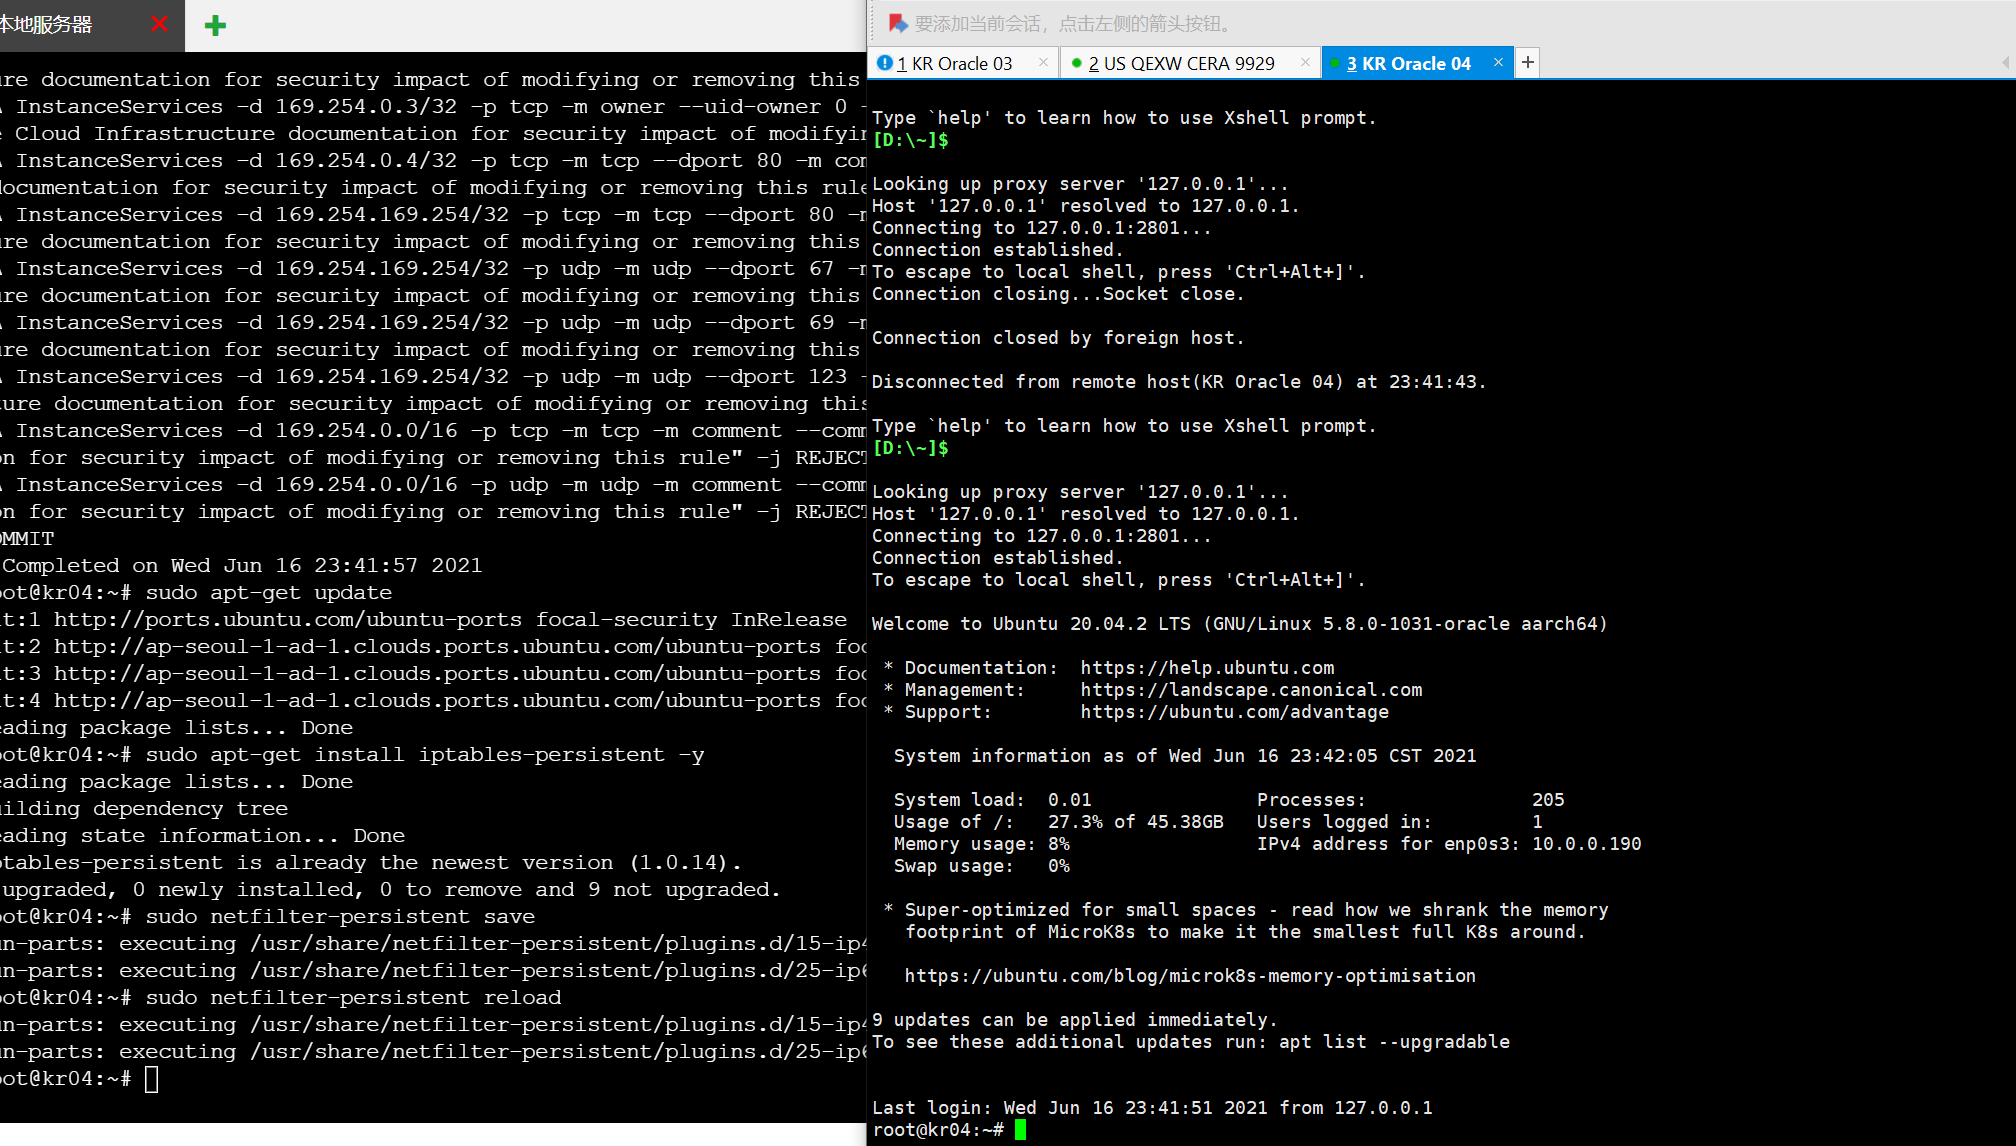 本地服务器
re documentation for security impact of modifying or removing this
InstanceServices -d 169.254.0.3/32 -p tcp -m owner --uid-owner 0 -
e Cloud Infrastructure documentation for security impact of modifyin
InstanceServices -d 169.254.0.4/32 -p tcp -m tcp --dport 80 -m com
documentation for security impact of modifying or removing this rule
InstanceServices -d 169.254.169.254/32 -p tcp -m tcp --dport 80 -m
ure documentation for security impact of modifying or removing this
InstanceServices -d 169.254.169.254/32 -p udp -m udp --dport 67 -m
ure documentation for security impact of modifying or removing this
InstanceServices -d 169.254.169.254/32 -p udp -m udp --dport 69 -m
ure documentation for security impact of modifying or removing this
InstanceServices -d 169.254.169.254/32 -p udp -m udp --dport 123 -
ture documentation for security impact of modifying or removing this
InstanceServices -d 169.254.0.0/16 -p tcp -m tcp -m comment --comm
on for security impact of modifying or removing this rule" -j REJECT
InstanceServices -d 169.254.0.0/16 -p udp -m udp -m comment --comm
on for security impact of modifying or removing this rule" -j REJECT
OMMIT
Completed on Wed Jun 16 23:41:57 2021
oot@kr04:~# sudo apt-get update
it:1 http://ports.ubuntu.com/ubuntu-ports focal-security InRelease
it:2 http://ap-seoul-1-ad-1.clouds.ports.ubuntu.com/ubuntu-ports foc
it:3 http://ap-seoul-1-ad-1.clouds.ports.ubuntu.com/ubuntu-ports foc
it:4 http://ap-seoul-1-ad-1.clouds.ports.ubuntu.com/ubuntu-ports foc
eading package lists... Done
oot@kr04:~# sudo apt-get install iptables-persistent -y
eading package lists... Done
uilding dependency tree
eading state information... Done
ptables-persistent is already the newest version (1.0.14).
upgraded, 0 newly installed, 0 to remove and 9 not upgraded.
oot@kr04:~# sudo netfilter-persistent save
un-parts: executing /usr/share/netfilter-persistent/plugins.d/15-ip4
un-parts: executing /usr/share/netfilter-persistent/plugins.d/25-ip6
oot@kr04:~# sudo netfilter-persistent reload
un-parts: executing /usr/share/netfilter-persistent/plugins.d/15-ip4
un-parts: executing /usr/share/netfilter-persistent/plugins.d/25-ip6
oot@kr04:~#
要添加当前会话，点击左侧的箭头按钮。
1 KR Oracle 03 2 US QEXW CERA 9929 3 KR Oracle 04
Type `help' to learn how to use Xshell prompt.
[D:\~]$
Looking up proxy server '127.0.0.1'...
Host '127.0.0.1' resolved to 127.0.0.1.
Connecting to 127.0.0.1:2801...
Connection established.
To escape to local shell, press 'Ctrl+Alt+]'.
Connection closing...Socket close.
Connection closed by foreign host.
Disconnected from remote host(KR Oracle 04) at 23:41:43.
Type `help' to learn how to use Xshell prompt.
[D:\~]$
Looking up proxy server '127.0.0.1'...
Host '127.0.0.1' resolved to 127.0.0.1.
Connecting to 127.0.0.1:2801...
Connection established.
To escape to local shell, press 'Ctrl+Alt+]'.
Welcome to Ubuntu 20.04.2 LTS (GNU/Linux 5.8.0-1031-oracle aarch64)
* Documentation: https://help.ubuntu.com
* Management: https://landscape.canonical.com
* Support: https://ubuntu.com/advantage
System information as of Wed Jun 16 23:42:05 CST 2021
System load: 0.01 Processes: 205
Usage of /: 27.3% of 45.38GB Users logged in: 1
Memory usage: 8% IPv4 address for enp0s3: 10.0.0.190
Swap usage: 0%
* Super-optimized for small spaces - read how we shrank the memory
footprint of MicroK8s to make it the smallest full K8s around.
https://ubuntu.com/blog/microk8s-memory-optimisation
9 updates can be applied immediately.
To see these additional updates run: apt list --upgradable
Last login: Wed Jun 16 23:41:51 2021 from 127.0.0.1
root@kr04:~#